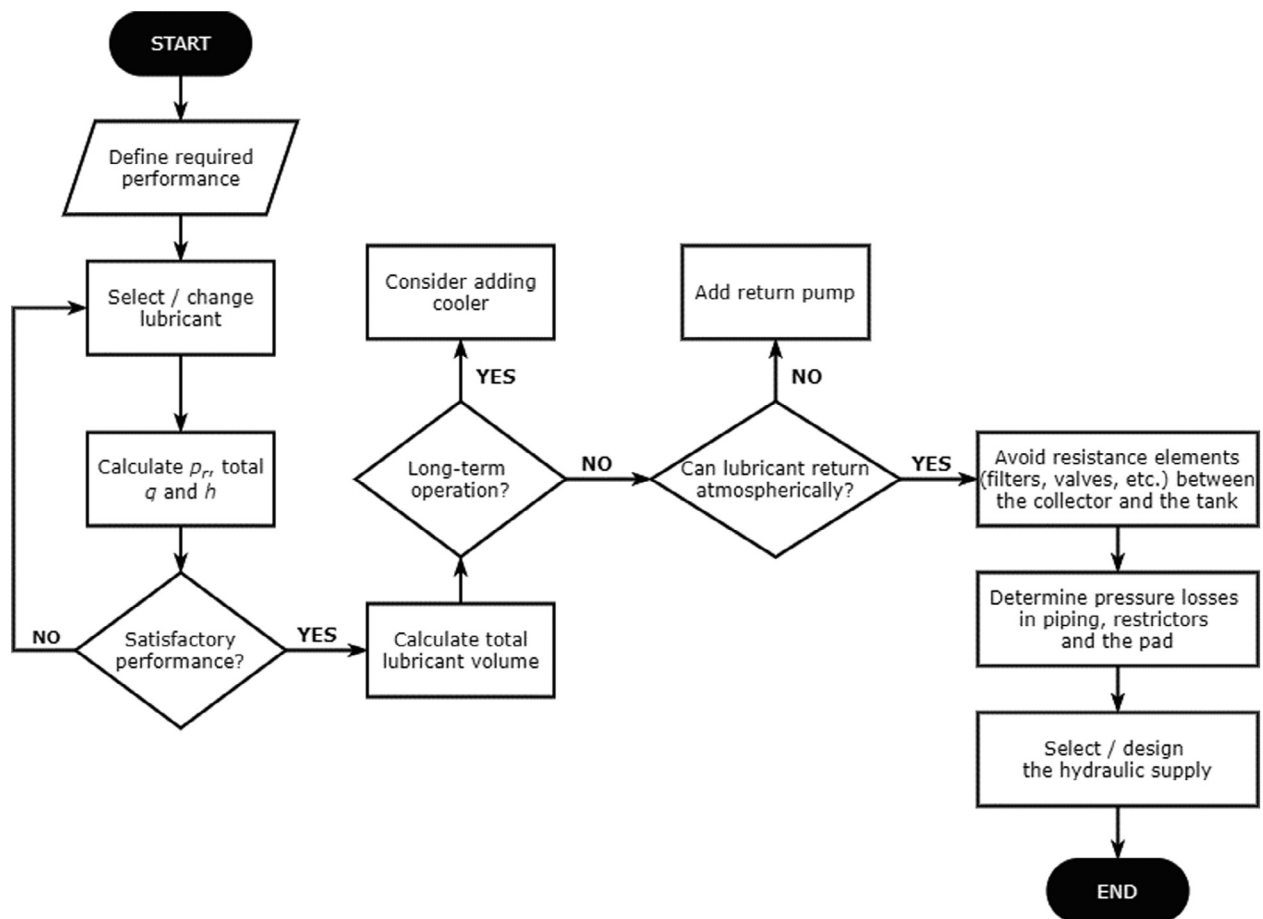 START
Define required
performance
Select / change
lubricant
Calculate pr, total
q and h
Satisfactory
performance?
NO
YES
Calculate total
lubricant volume
Long-term
operation?
YES
Consider adding
cooler
NO
Can lubricant return
atmospherically?
NO
Add return pump
YES
Avoid resistance elements
(filters, valves, etc.) between
the collector and the tank
Determine pressure losses
in piping, restrictors
and the pad
Select / design
the hydraulic supply
END